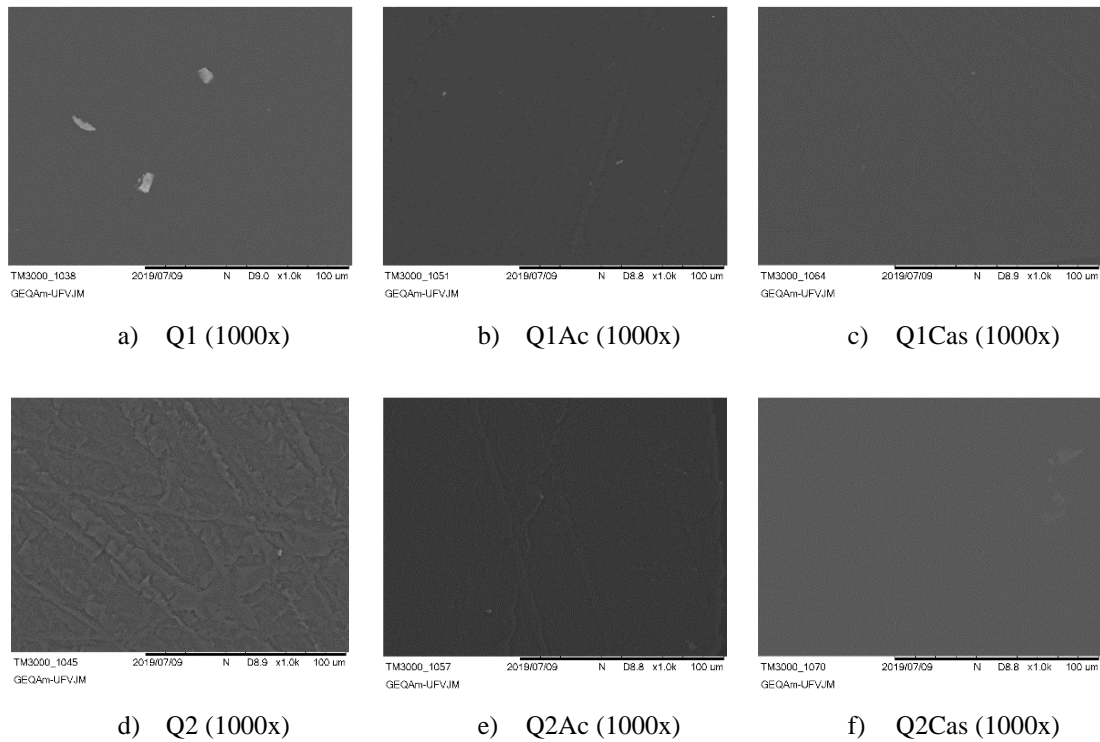 TM3000_1038 2019/07/09 N D9.0 x1.0k 100 um
GEQAm-UFVJM
TM3000_1051 2019/07/09 N D8.8 x1.0k 100 um
GEQAm-UFVJM
TM3000_1064 2019/07/09 N D8.9 x1.0k 100 um
GEQAm-UFVJM
a) Q1 (1000x)
b) Q1Ac (1000x)
c) Q1Cas (1000x)
TM3000_1045 2019/07/09 N D8.9 x1.0k 100 um
GEQAm-UFVJM
TM3000_1057 2019/07/09 N D8.8 x1.0k 100 um
GEQAm-UFVJM
TM3000_1070 2019/07/09 N D8.8 x1.0k 100 um
GEQAm-UFVJM
d) Q2 (1000x)
e) Q2Ac (1000x)
f) Q2Cas (1000x)